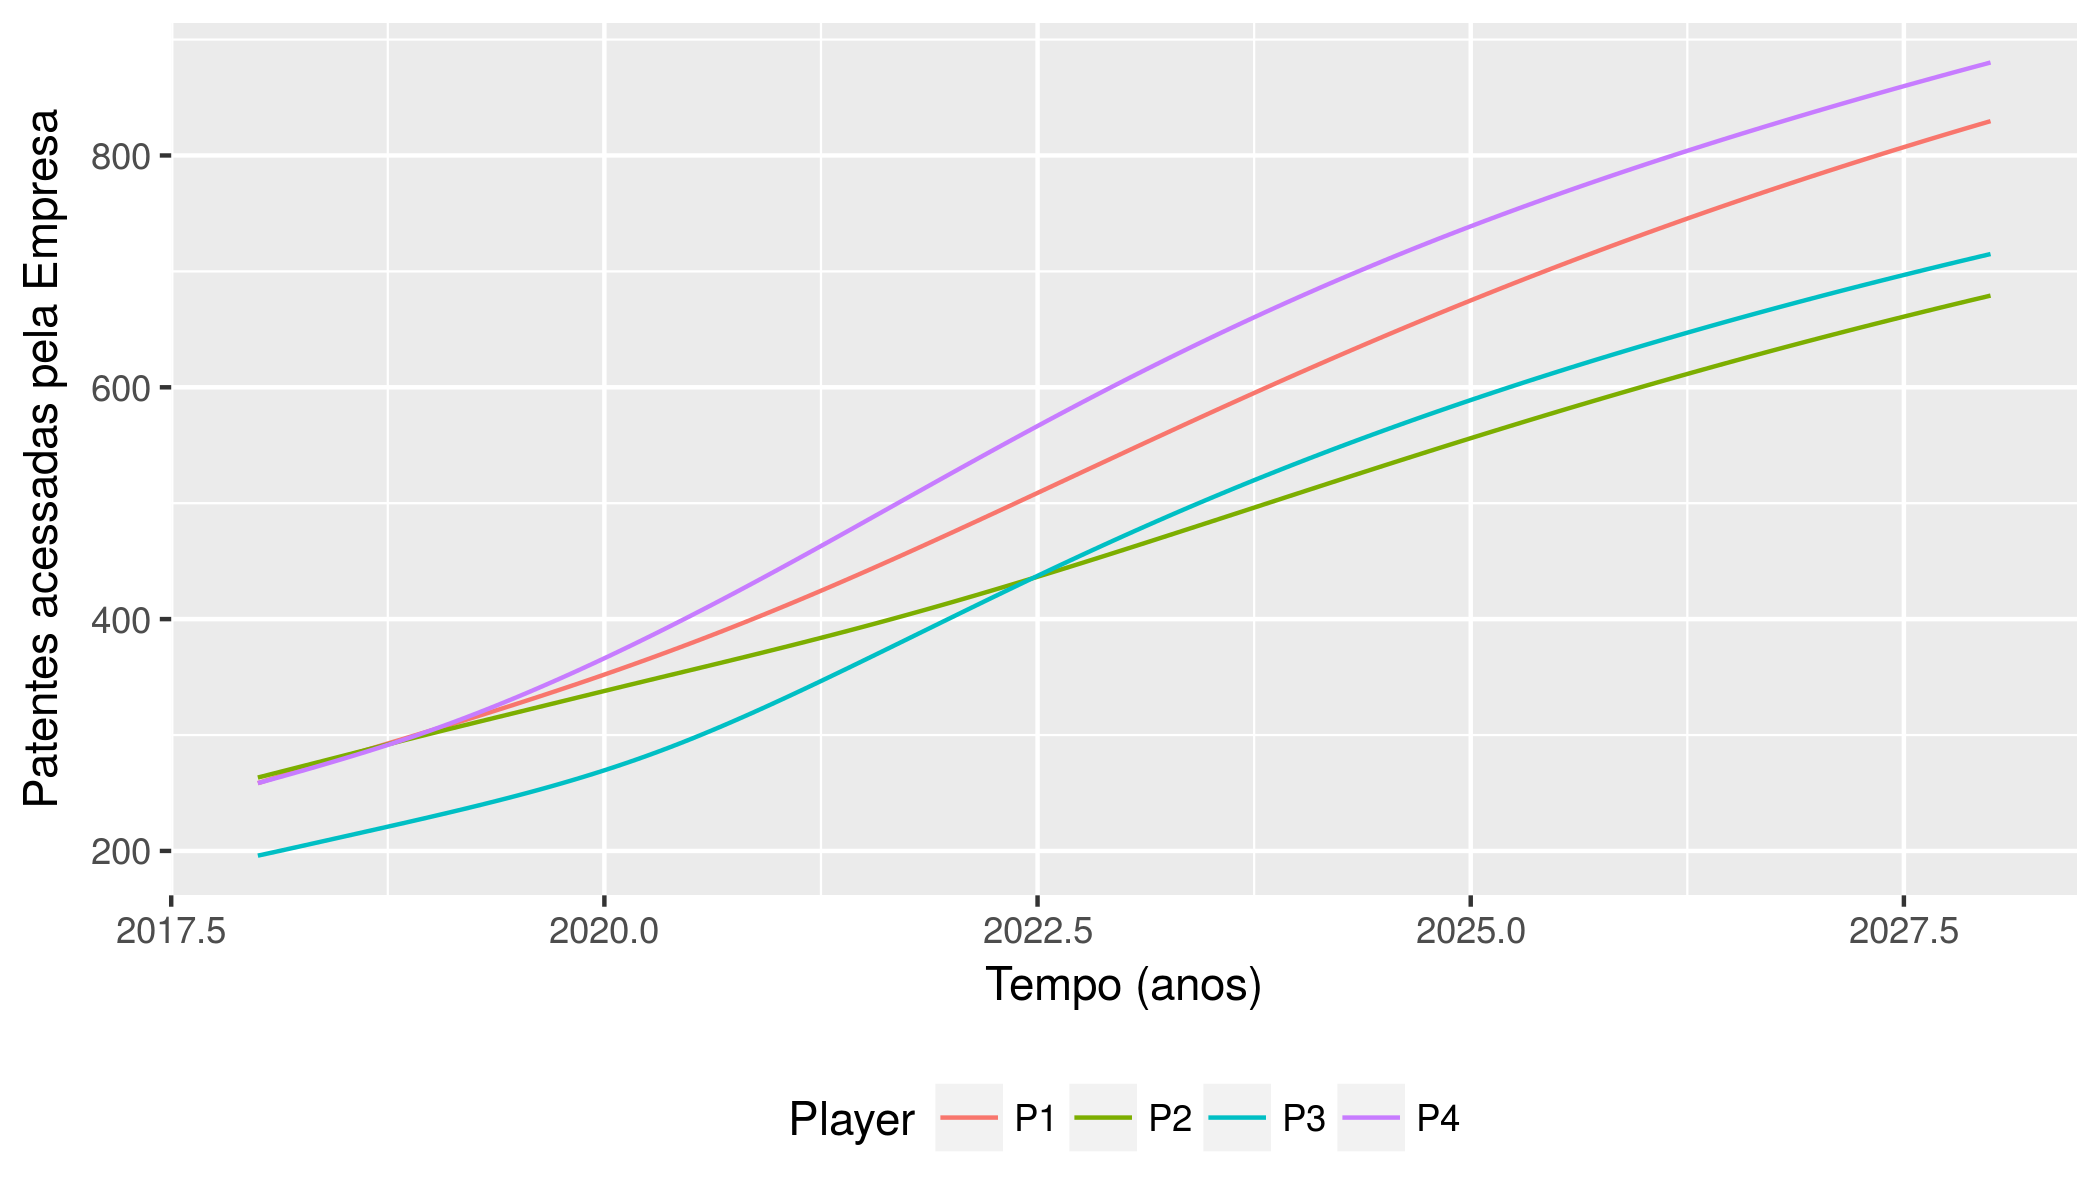 Patentes acessadas pela Empresa
800
600
400
200
2017.5 2020.0 2022.5 2025.0 2027.5
Tempo (anos)
Player P1 P2 P3 P4